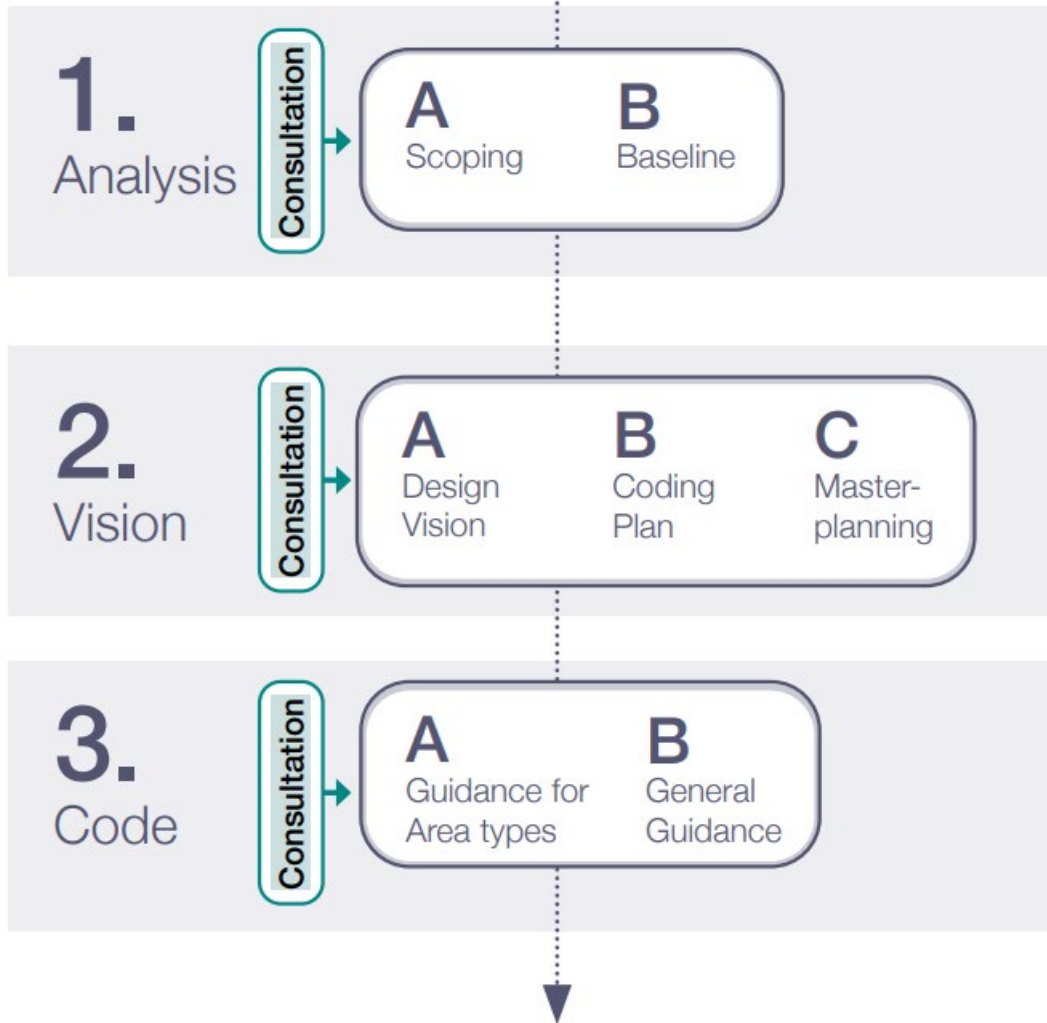 1.
Analysis
Consultation
A
Scoping
B
Baseline
2.
Vision
Consultation
A
Design
Vision
B
Coding
Plan
C
Master-
planning
3.
Code
Consultation
A
Guidance for
Area types
B
General
Guidance